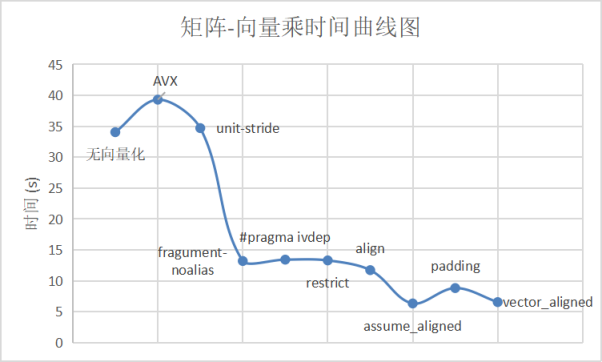 矩阵-向量乘时间曲线图
时间 (s)
45
40
35
30
25
20
15
10
5
0
无向量化
AVX
unit-stride
fragument-
noalias
#pragma ivdep
restrict
align
assume_aligned
padding
vector_aligned